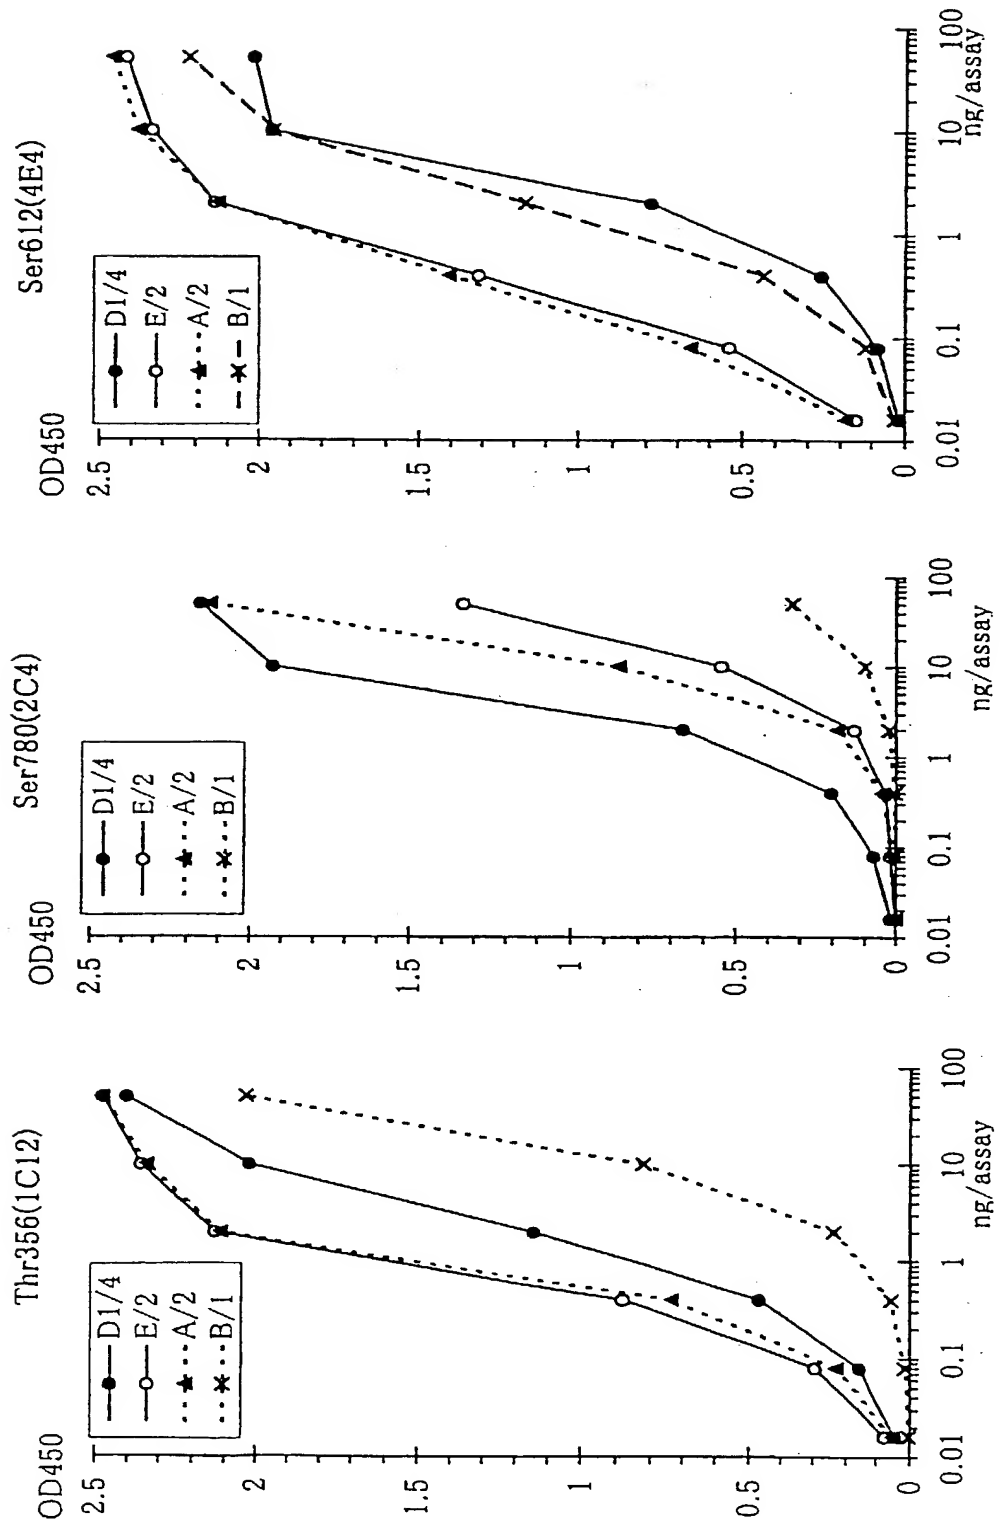 Thr356(1C12)
OD450
2.5
2
1.5
1
0.5
0
D1/4
E/2
A/2
B/1
0.01
0.1
1
10
100
ng/assay
Ser780(2C4)
OD450
2.5
2
1.5
1
0.5
0
D1/4
E/2
A/2
B/1
0.01
0.1
1
10
100
ng/assay
Ser612(4E4)
OD450
2.5
2
1.5
1
0.5
0
D1/4
E/2
A/2
B/1
0.01
0.1
1
10
100
ng/assay